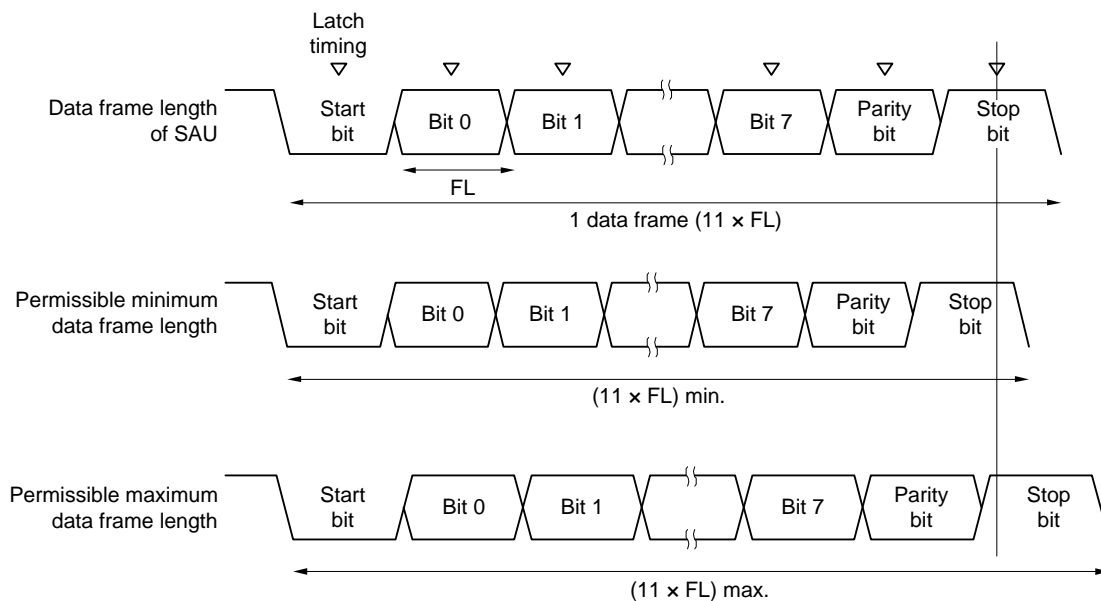 Latch
timing
Data frame length
of SAU
Start
bit
Bit 0
Bit 1
Bit 7
Parity
bit
Stop
bit
FL
1 data frame (11 × FL)
Permissible minimum
data frame length
Start
bit
Bit 0
Bit 1
Bit 7
Parity
bit
Stop
bit
(11 × FL) min.
Permissible maximum
data frame length
Start
bit
Bit 0
Bit 1
Bit 7
Parity
bit
Stop
bit
(11 × FL) max.